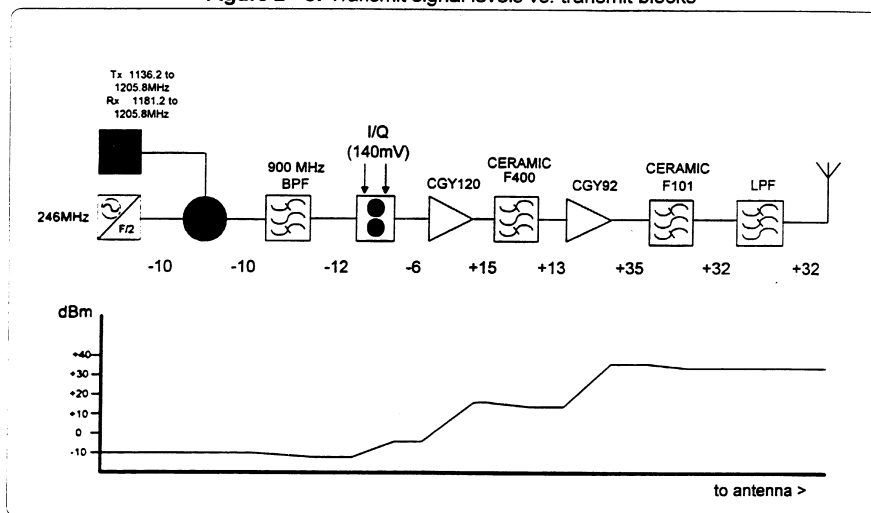 Figure 2 - 5: Transmit signal levels vs. transmit blocks
Tx 1136.2 to
1205.8MHz
Rx 1181.2 to
1205.8MHz
I/Q
(140mV)
900 MHz
BPF
CGY120
CERAMIC
F400
CGY92
CERAMIC
F101
LPF
246MHz
F/2
-10 -10 -12 -6 +15 +13 +35 +32 +32
dBm
+40
+30
+20
+10
0
-10
to antenna >